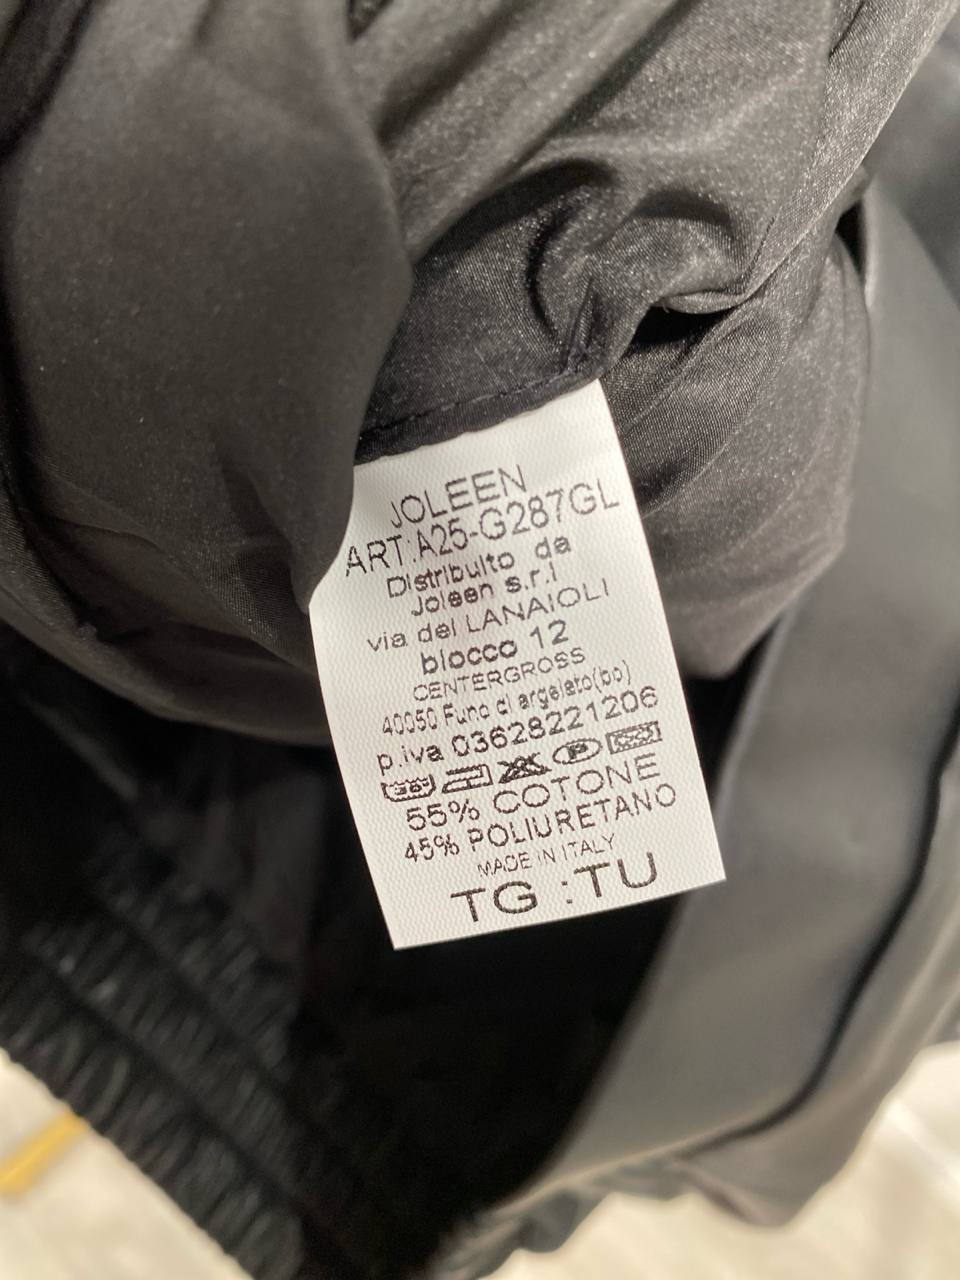 JOLEEN
ART:A25-G287GL
Distribuito da
Joleen s.r.l
via dei LANAIOLI
blocco 12
CENTERGROSS
40050 Funo di argelato(bo)
p.iva 03628221206
P
55% COTONE
45% POLIURETANO
MADE IN ITALY
TG :TU